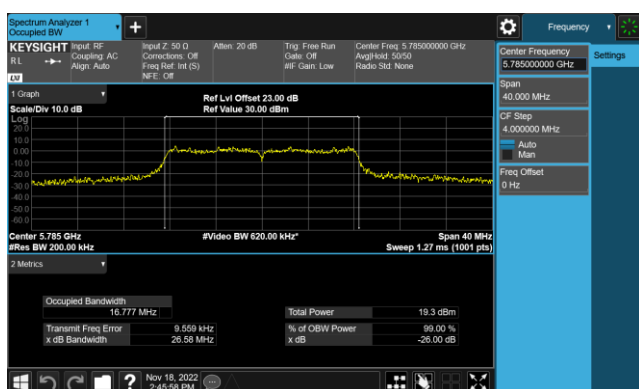 Spectrum Analyzer 1
Occupied BW
+
Frequency
KEYSIGHT
RL
LXI
Input: RF
Coupling: AC
Align: Auto
Input Z: 50 Ω
Corrections: Off
Freq Ref: Int (S)
NFE: Off
Atten: 20 dB
Trig: Free Run
Gate: Off
#IF Gain: Low
Center Freq: 5.785000000 GHz
Avg|Hold: 50/50
Radio Std: None
Center Frequency
5.785000000 GHz
Settings
Span
40.000 MHz
CF Step
4.000000 MHz
Auto
Man
Freq Offset
0 Hz
1 Graph
Scale/Div 10.0 dB
Ref Lvl Offset 23.00 dB
Ref Value 30.00 dBm
Log
20.0
10.0
0.00
-10.0
-20.0
-30.0
-40.0
-50.0
-60.0
Center 5.785 GHz
#Res BW 200.00 kHz
#Video BW 620.00 kHz*
Span 40 MHz
Sweep 1.27 ms (1001 pts)
2 Metrics
Occupied Bandwidth
16.777 MHz
Total Power 19.3 dBm
Transmit Freq Error 9.559 kHz
% of OBW Power 99.00 %
x dB Bandwidth 26.58 MHz
x dB -26.00 dB
?
Nov 18, 2022
2:45:58 PM